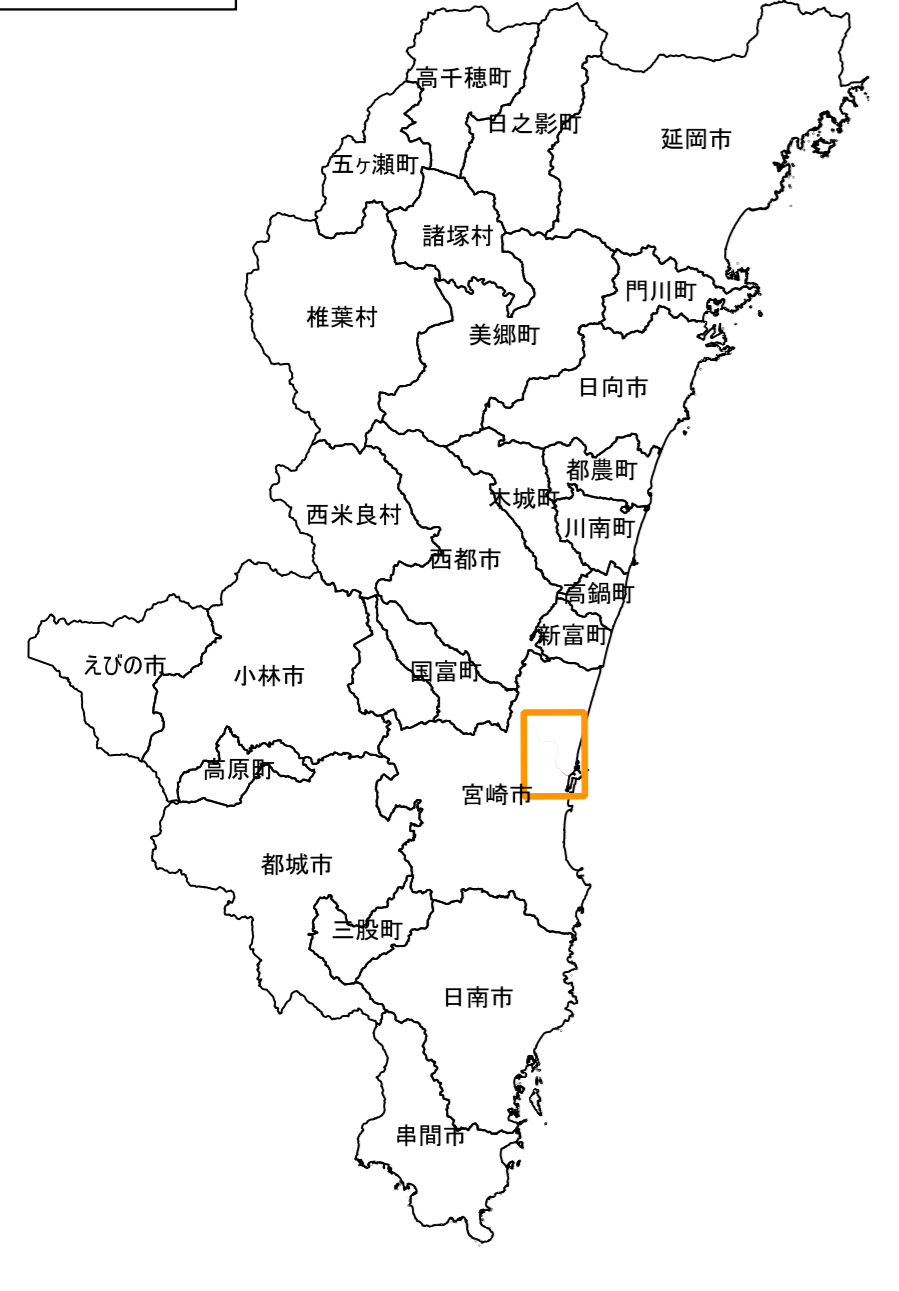 高千穂町
日之影町
延岡市
五ヶ瀬町
諸塚村
門川町
椎葉村
美郷町
日向市
都農町
木城町
西米良村
川南町
西都市
高鍋町
新富町
えびの市
国富町
小林市
高原町
宮崎市
都城市
三股町
日南市
串間市